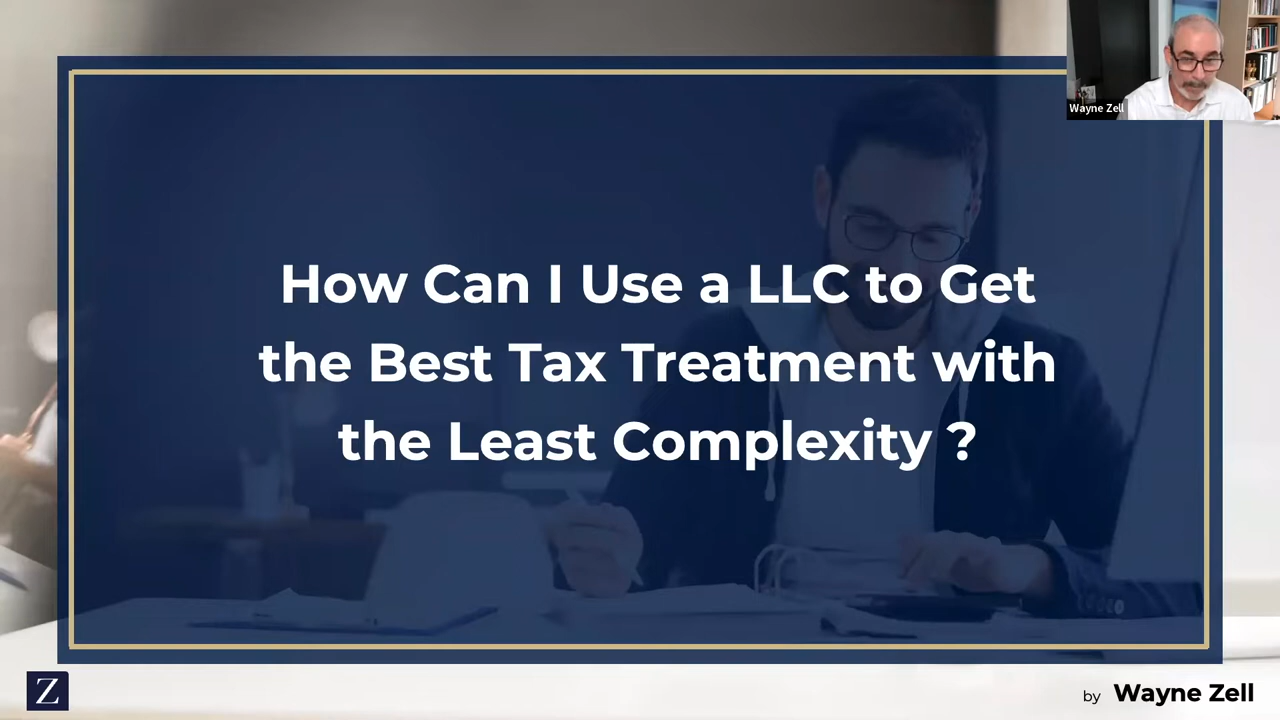 Wayne Zell
How Can I Use a LLC to Get
the Best Tax Treatment with
the Least Complexity ?
Z
by Wayne Zell